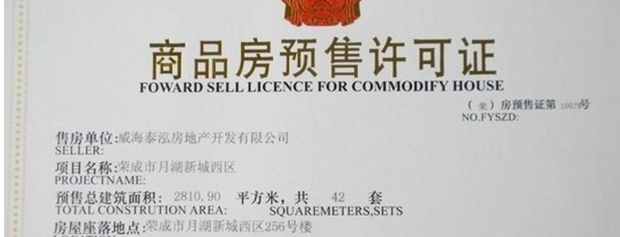 商品房预售许可证
FOWARD SELL LICENCE FOR COMMODIFY HOUSE
（荣）房预售证第 号
NO.FYSZD:
售房单位:威海泰泓房地产开发有限公司
SELLER:
项目名称:荣成市月湖新城西区
PROJECTNAME:
预售总建筑面积: 2810.90 平方米，共 42 套
TOTAL CONSTRUTION AREA: SQUAREMETERS,SETS
房屋座落地点:荣成市月湖新城西区256号楼